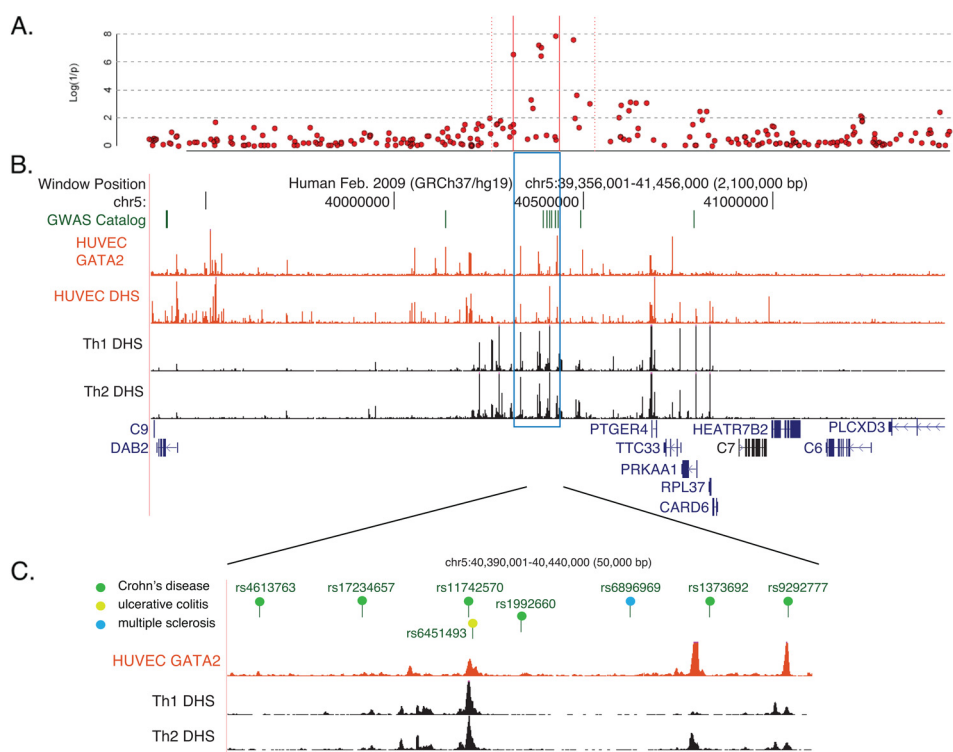 A.
8
6
4
2
0
Log(1/p)
B.
Window Position Human Feb. 2009 (GRCh37/hg19) chr5:39,356,001-41,456,000 (2,100,000 bp)
chr5: 40000000 40500000 41000000
GWAS Catalog
HUVEC
GATA2
HUVEC DHS
Th1 DHS
Th2 DHS
C9 PTGER4 HEATR7B2 PLCXD3
DAB2 TTC33 C7 C6
PRKAA1
RPL37
CARD6
C.
chr5:40,390,001-40,440,000 (50,000 bp)
Crohn's disease
ulcerative colitis
multiple sclerosis
rs4613763 rs17234657 rs11742570 rs6896969 rs1373692 rs9292777
rs1992660
rs6451493
HUVEC GATA2
Th1 DHS
Th2 DHS